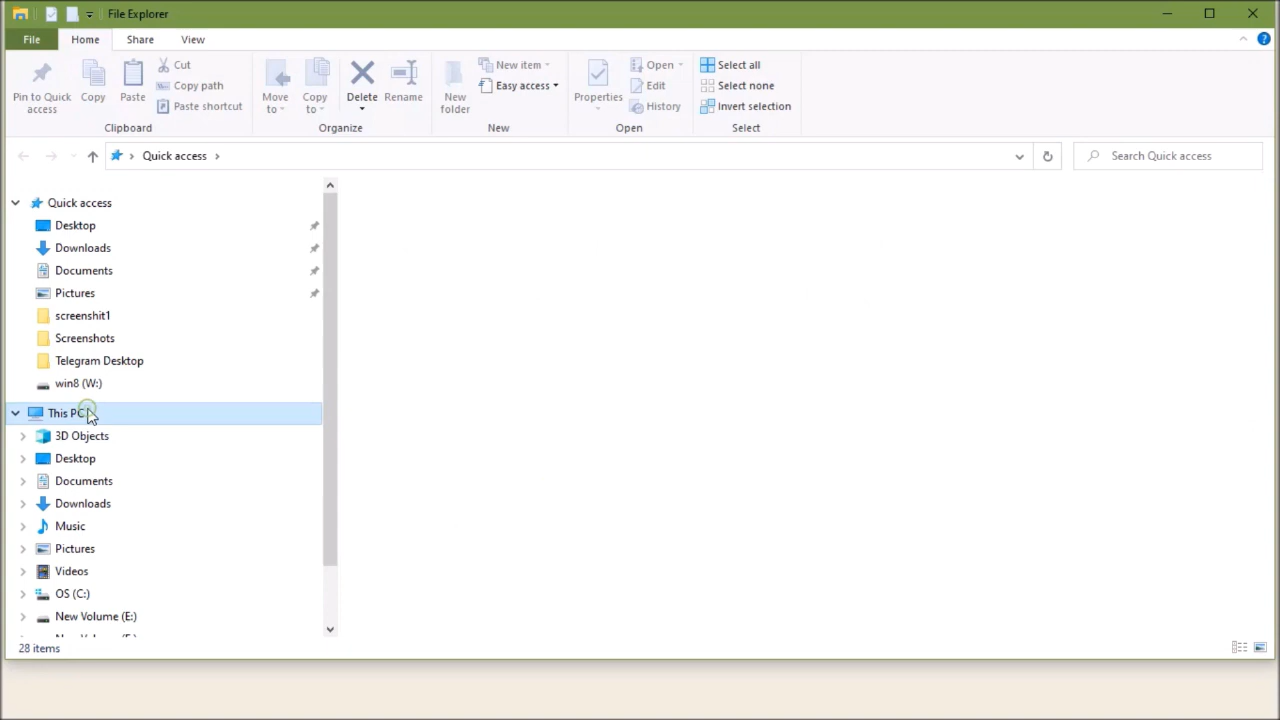 File Explorer
File
Home
Share
View
Pin to Quick access
Copy
Paste
Cut
Copy path
Paste shortcut
Clipboard
Move to
Copy to
Delete
Rename
Organize
New folder
New item
Easy access
New
Properties
Open
Edit
History
Open
Select all
Select none
Invert selection
Select
Quick access
Search Quick access
Quick access
Desktop
Downloads
Documents
Pictures
screenshit1
Screenshots
Telegram Desktop
win8 (W:)
This PC
3D Objects
Desktop
Documents
Downloads
Music
Pictures
Videos
OS (C:)
New Volume (E:)
28 items